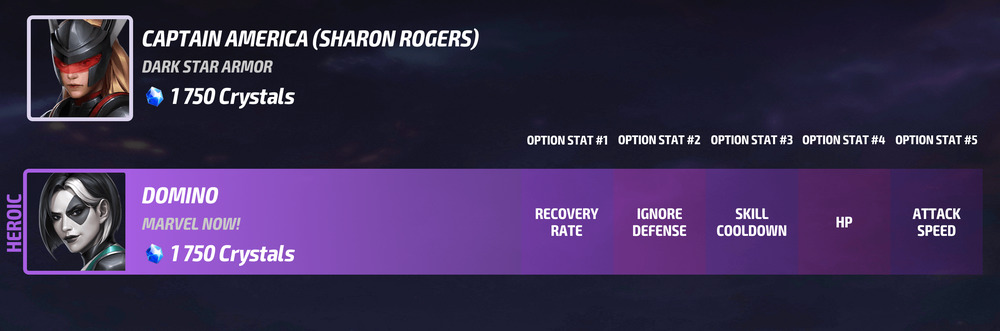 CAPTAIN AMERICA (SHARON ROGERS)
DARK STAR ARMOR
1 750 Crystals
OPTION STAT #1 OPTION STAT #2 OPTION STAT #3 OPTION STAT #4 OPTION STAT #5
HEROIC
DOMINO
MARVEL NOW!
1 750 Crystals
RECOVERY RATE
IGNORE DEFENSE
SKILL COOLDOWN
HP
ATTACK SPEED